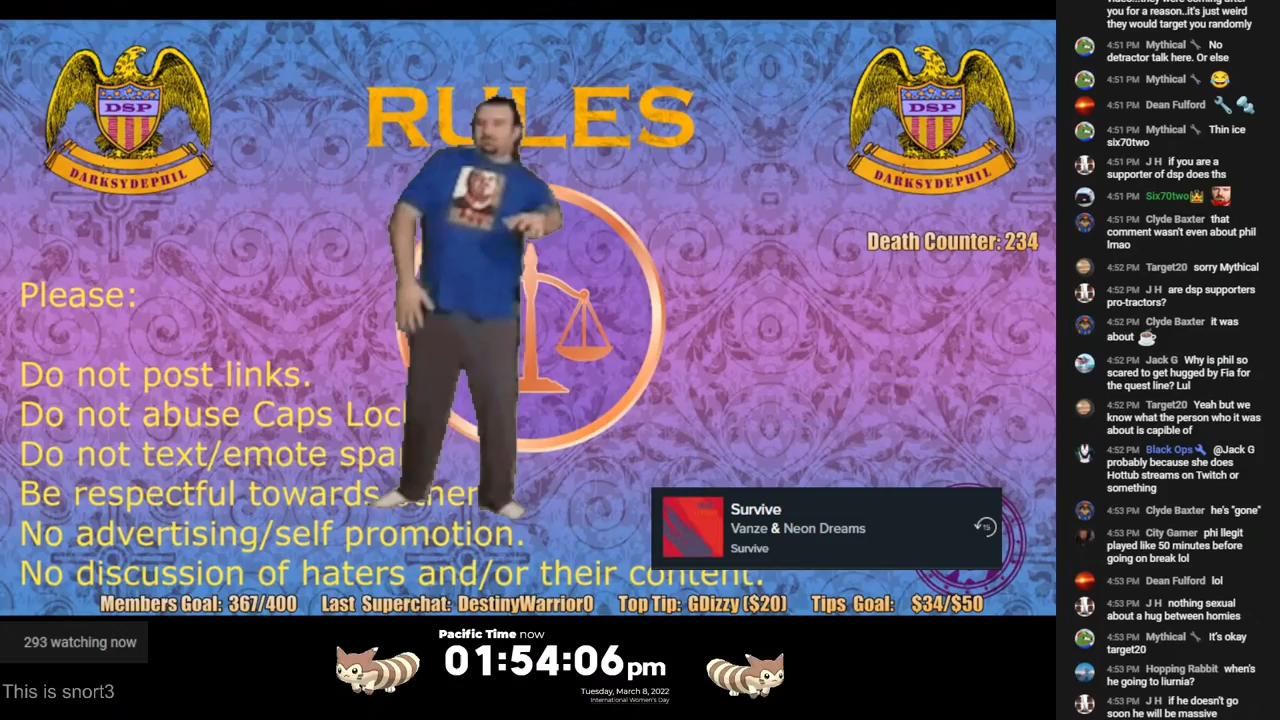 RULES
DSP
DARKSYDEPHIL
DSP
DARKSYDEPHIL
Death Counter: 234
Please:
Do not post links.
Do not abuse Caps Loc
Do not text/emote spa
Be respectful towards other
No advertising/self promotion.
No discussion of haters and/or their content.
Survive
Vanze & Neon Dreams
Survive
15
Members Goal: 367/400 Last Superchat: DestinyWarrior0 Top Tip: GDizzy ($20) Tips Goal: $34/$50
293 watching now
This is snort3
Pacific Time now
01:54:06pm
Tuesday, March 8, 2022
International Women's Day
you for a reason..it's just weird
they would target you randomly
4:51 PM Mythical No
detractor talk here. Or else
4:51 PM Mythical
4:51 PM Dean Fulford
4:51 PM Mythical Thin ice
six70two
4:51 PM J H if you are a
supporter of dsp does ths
4:51 PM Six70two
4:51 PM Clyde Baxter that
comment wasn't even about phil
lmao
4:52 PM Target20 sorry Mythical
4:52 PM J H are dsp supporters
pro-tractors?
4:52 PM Clyde Baxter it was
about
4:52 PM Jack G Why is phil so
scared to get hugged by Fia for
the quest line? Lul
4:52 PM Target20 Yeah but we
know what the person who it was
about is capible of
4:52 PM Black Ops @Jack G
probably because she does
Hottub streams on Twitch or
something
4:53 PM Clyde Baxter he's "gone"
4:53 PM City Gamer phi llegit
played like 50 minutes before
going on break lol
4:53 PM Dean Fulford lol
4:53 PM J H nothing sexual
about a hug between homies
4:53 PM Mythical It's okay
target20
4:53 PM Hopping Rabbit when's
he going to liurnia?
4:53 PM J H if he doesn't go
soon he will be massive